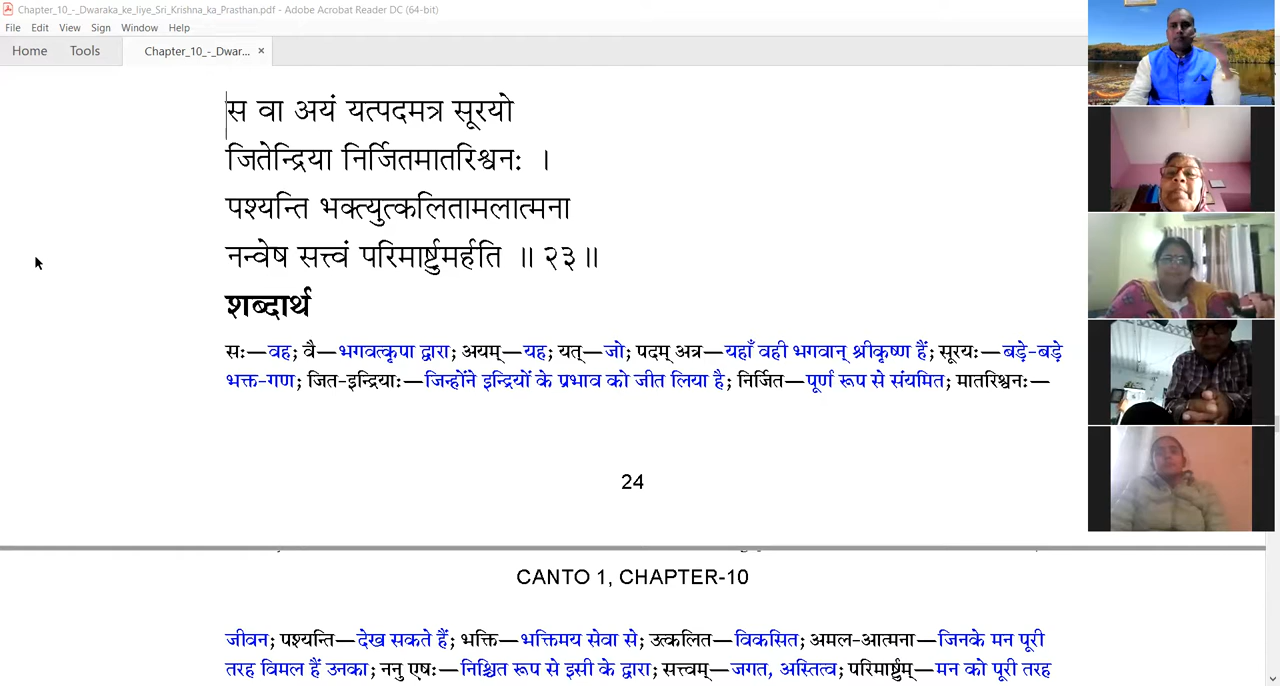 Chapter_10_-_Dwaraka_ke_liye_Sri_Krishna_ka_Prasthan.pdf - Adobe Acrobat Reader DC (64-bit)
File Edit View Sign Window Help
Home Tools Chapter_10_-_Dwar... ×
स वा अयं यत्पदमत्र सूरयो
जितेन्द्रिया निर्जितमातरिश्वनः ।
पश्यन्ति भक्त्युत्कलितामलात्मना
नन्वेष सत्त्वं परिमार्ष्टुमर्हति ॥ २३॥
शब्दार्थ
सः—वह; वै—भगवत्कृपा द्वारा; अयम्—यह; यत्—जो; पदम् अत्र—यहाँ वही भगवान् श्रीकृष्ण हैं; सूरयः—बड़े-बड़े
भक्त-गण; जित-इन्द्रियाः—जिन्होंने इन्द्रियों के प्रभाव को जीत लिया है; निर्जित—पूर्ण रूप से संयमित; मातरिश्वनः—
24
CANTO 1, CHAPTER-10
जीवन; पश्यन्ति—देख सकते हैं; भक्ति—भक्तिमय सेवा से; उत्कलित—विकसित; अमल-आत्मना—जिनके मन पूरी
तरह विमल हैं उनका; ननु एषः—निश्चित रूप से इसी के द्वारा; सत्त्वम्—जगत, अस्तित्व; परिमार्ष्टुम्—मन को पूरी तरह